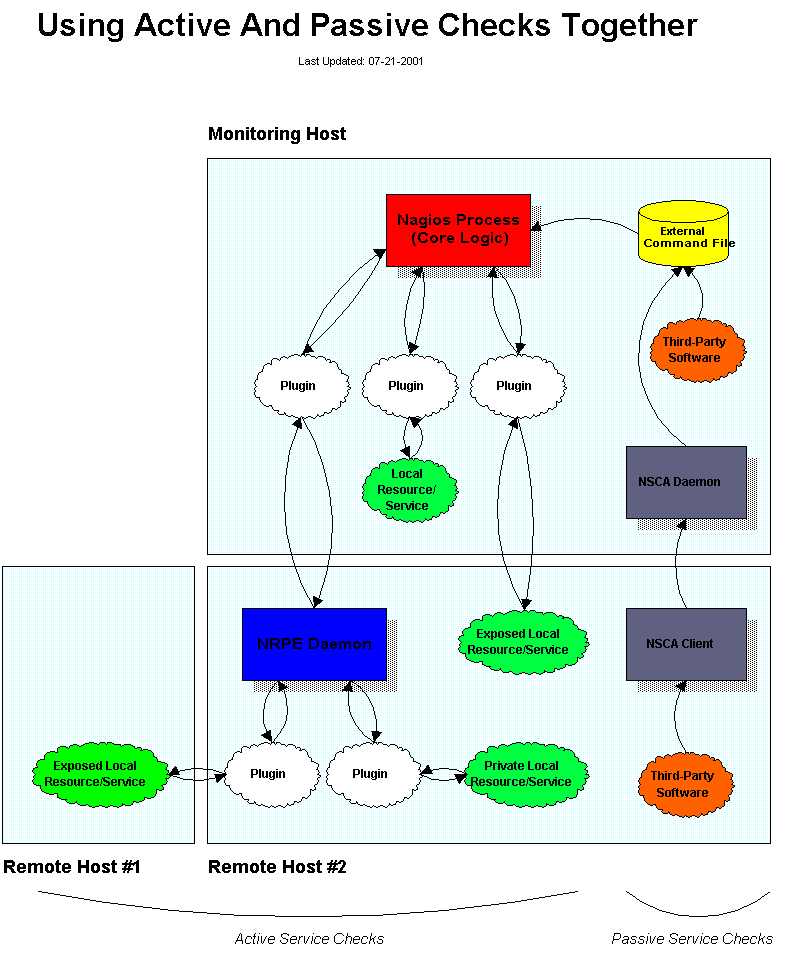 Using Active And Passive Checks Together
Last Updated: 07-21-2001
Monitoring Host
Nagios Process
(Core Logic)
External
Command File
Third-Party
Software
Plugin
Plugin
Plugin
Local
Resource/
Service
NSCA Daemon
NRPE Daemon
Exposed Local
Resource/Service
NSCA Client
Exposed Local
Resource/Service
Plugin
Plugin
Private Local
Resource/Service
Third-Party
Software
Remote Host #1
Remote Host #2
Active Service Checks
Passive Service Checks